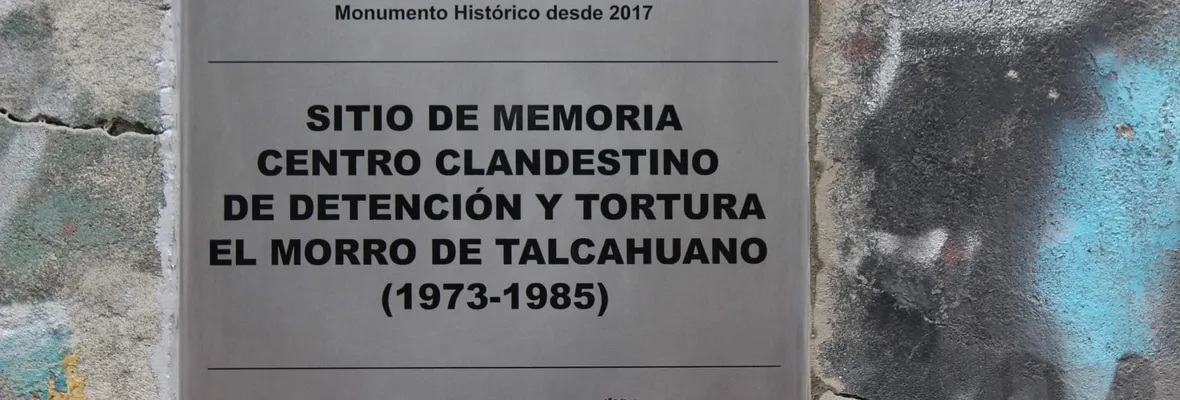 Monumento Histórico desde 2017
SITIO DE MEMORIA
CENTRO CLANDESTINO
DE DETENCIÓN Y TORTURA
EL MORRO DE TALCAHUANO
(1973-1985)